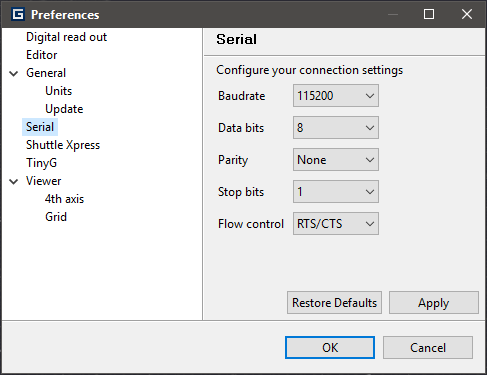 G Preferences
Digital read out
Editor
General
Units
Update
Serial
Shuttle Xpress
TinyG
Viewer
4th axis
Grid
Serial
Configure your connection settings
Baudrate 115200
Data bits 8
Parity None
Stop bits 1
Flow control RTS/CTS
Restore Defaults Apply
OK Cancel